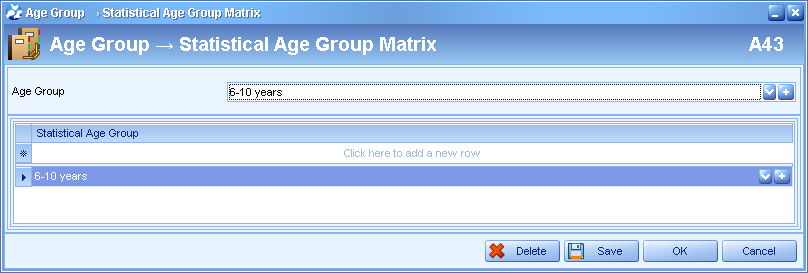 Age Group → Statistical Age Group Matrix
Age Group → Statistical Age Group Matrix A43
Age Group 6-10 years
Statistical Age Group
Click here to add a new row
6-10 years
Delete Save OK Cancel